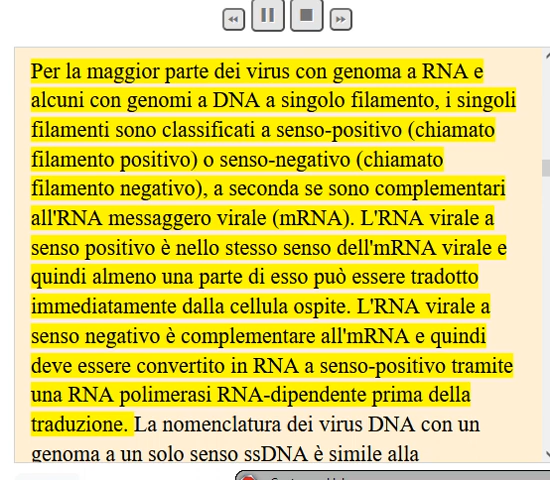 Per la maggior parte dei virus con genoma a RNA e
alcuni con genomi a DNA a singolo filamento, i singoli
filamenti sono classificati a senso-positivo (chiamato
filamento positivo) o senso-negativo (chiamato
filamento negativo), a seconda se sono complementari
all'RNA messaggero virale (mRNA). L'RNA virale a
senso positivo è nello stesso senso dell'mRNA virale e
quindi almeno una parte di esso può essere tradotto
immediatamente dalla cellula ospite. L'RNA virale a
senso negativo è complementare all'mRNA e quindi
deve essere convertito in RNA a senso-positivo tramite
una RNA polimerasi RNA-dipendente prima della
traduzione. La nomenclatura dei virus DNA con un
genoma a un solo senso ssDNA è simile alla